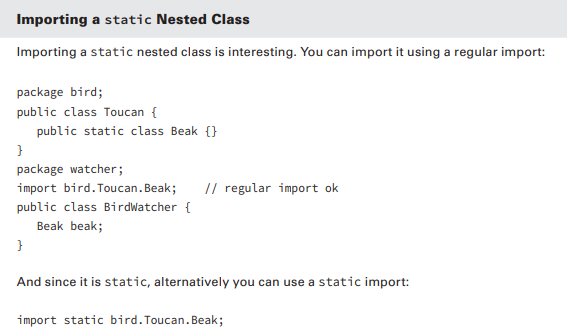 Importing a static Nested Class
Importing a static nested class is interesting. You can import it using a regular import:
package bird;
public class Toucan {
   public static class Beak {}
}
package watcher;
import bird.Toucan.Beak;    // regular import ok
public class BirdWatcher {
   Beak beak;
}
And since it is static, alternatively you can use a static import:
import static bird.Toucan.Beak;